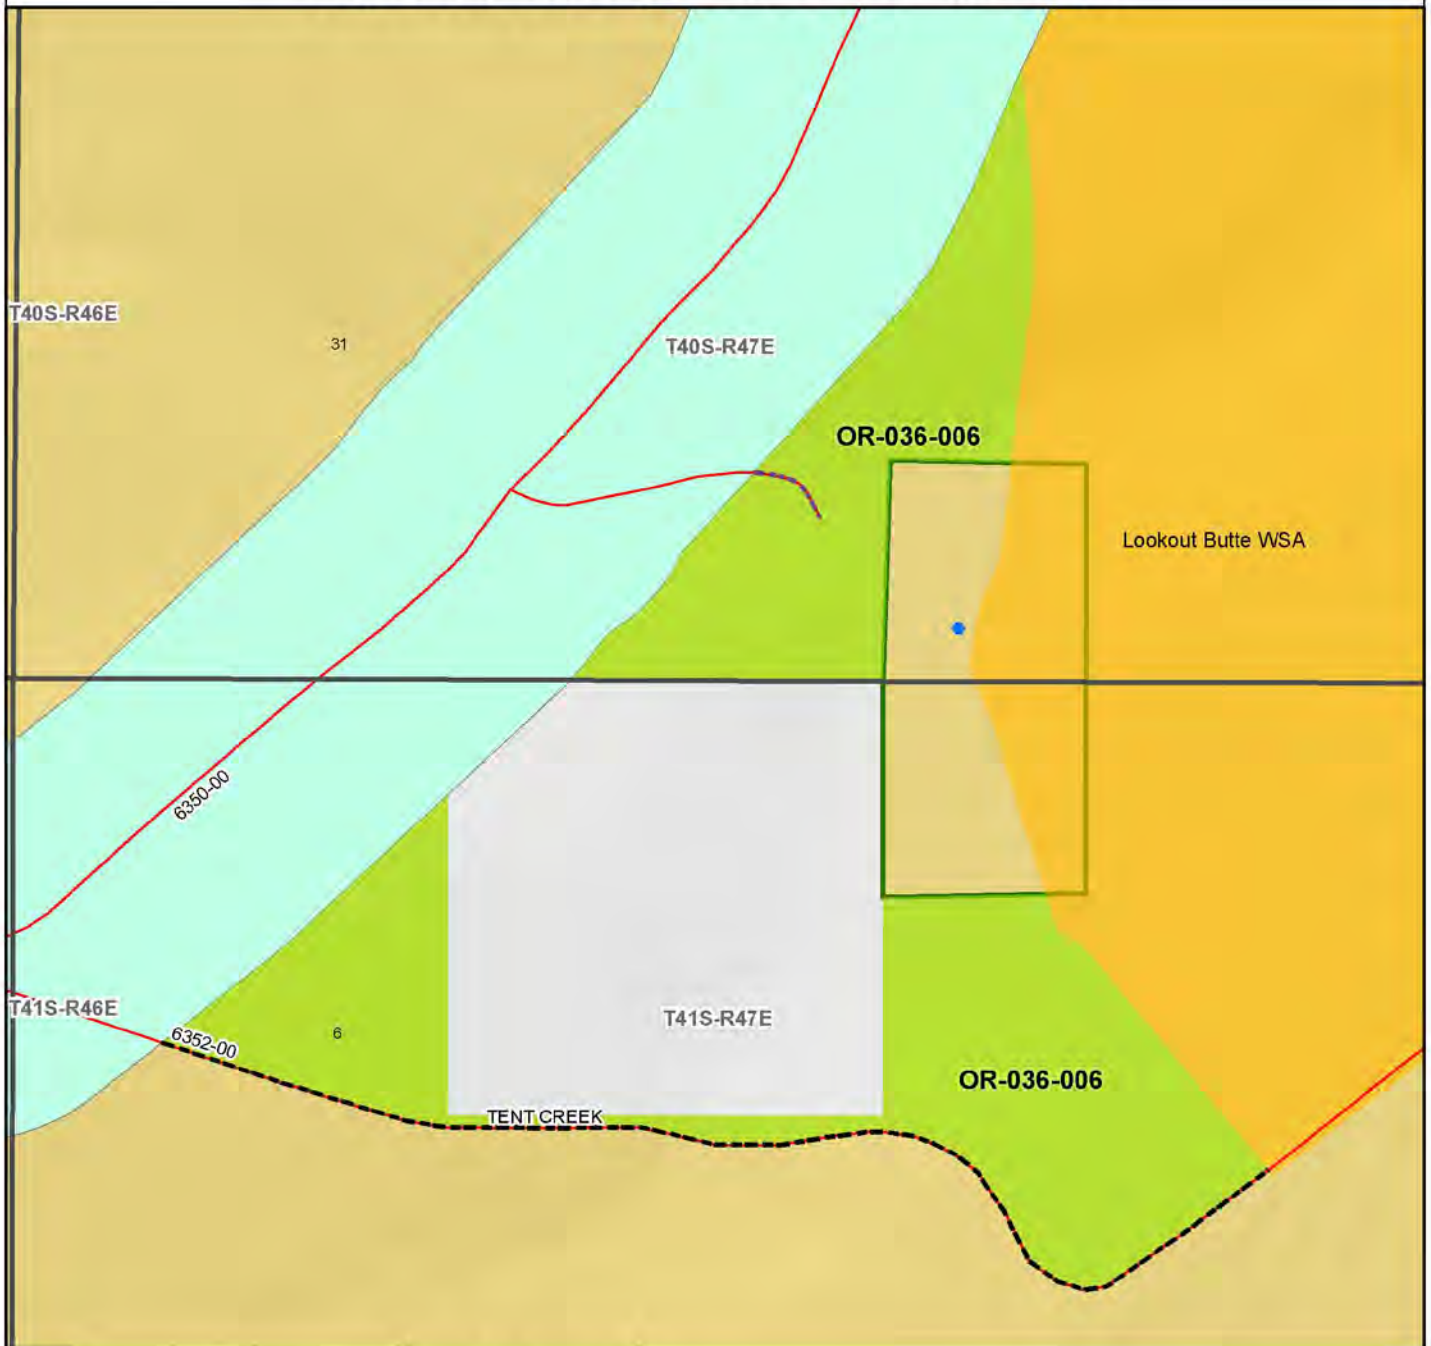 T40S-R46E
31
T40S-R47E
OR-036-006
Lookout Butte WSA
6350-00
T41S-R46E
6352-00
6
T41S-R47E
OR-036-006
TENT CREEK